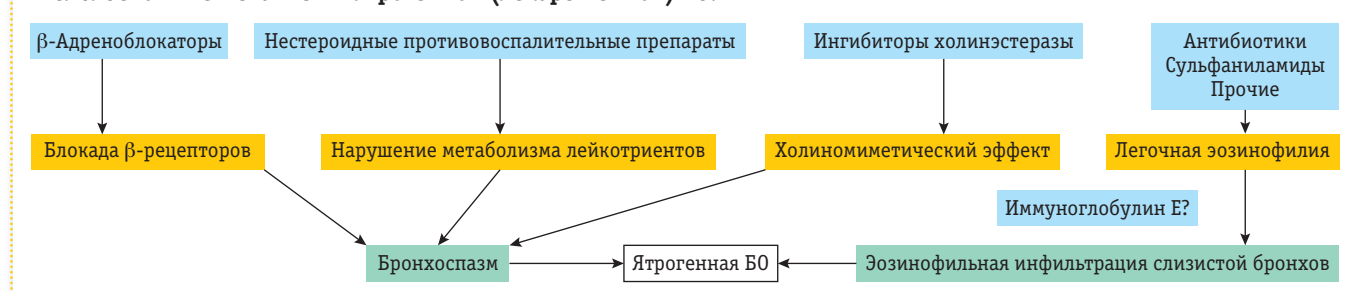 β-Адреноблокаторы
Нестероидные противовоспалительные препараты
Ингибиторы холинэстеразы
Антибиотики
Сульфаниламиды
Прочие
Блокада β-рецепторов
Нарушение метаболизма лейкотриентов
Холиномиметический эффект
Легочная эозинофилия
Иммуноглобулин Е?
Бронхоспазм
Ятрогенная БО
Эозинофильная инфильтрация слизистой бронхов